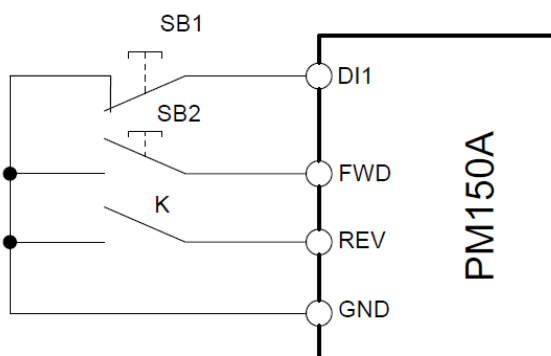 SB1
DI1
SB2
FWD
K
REV
GND
PM150A